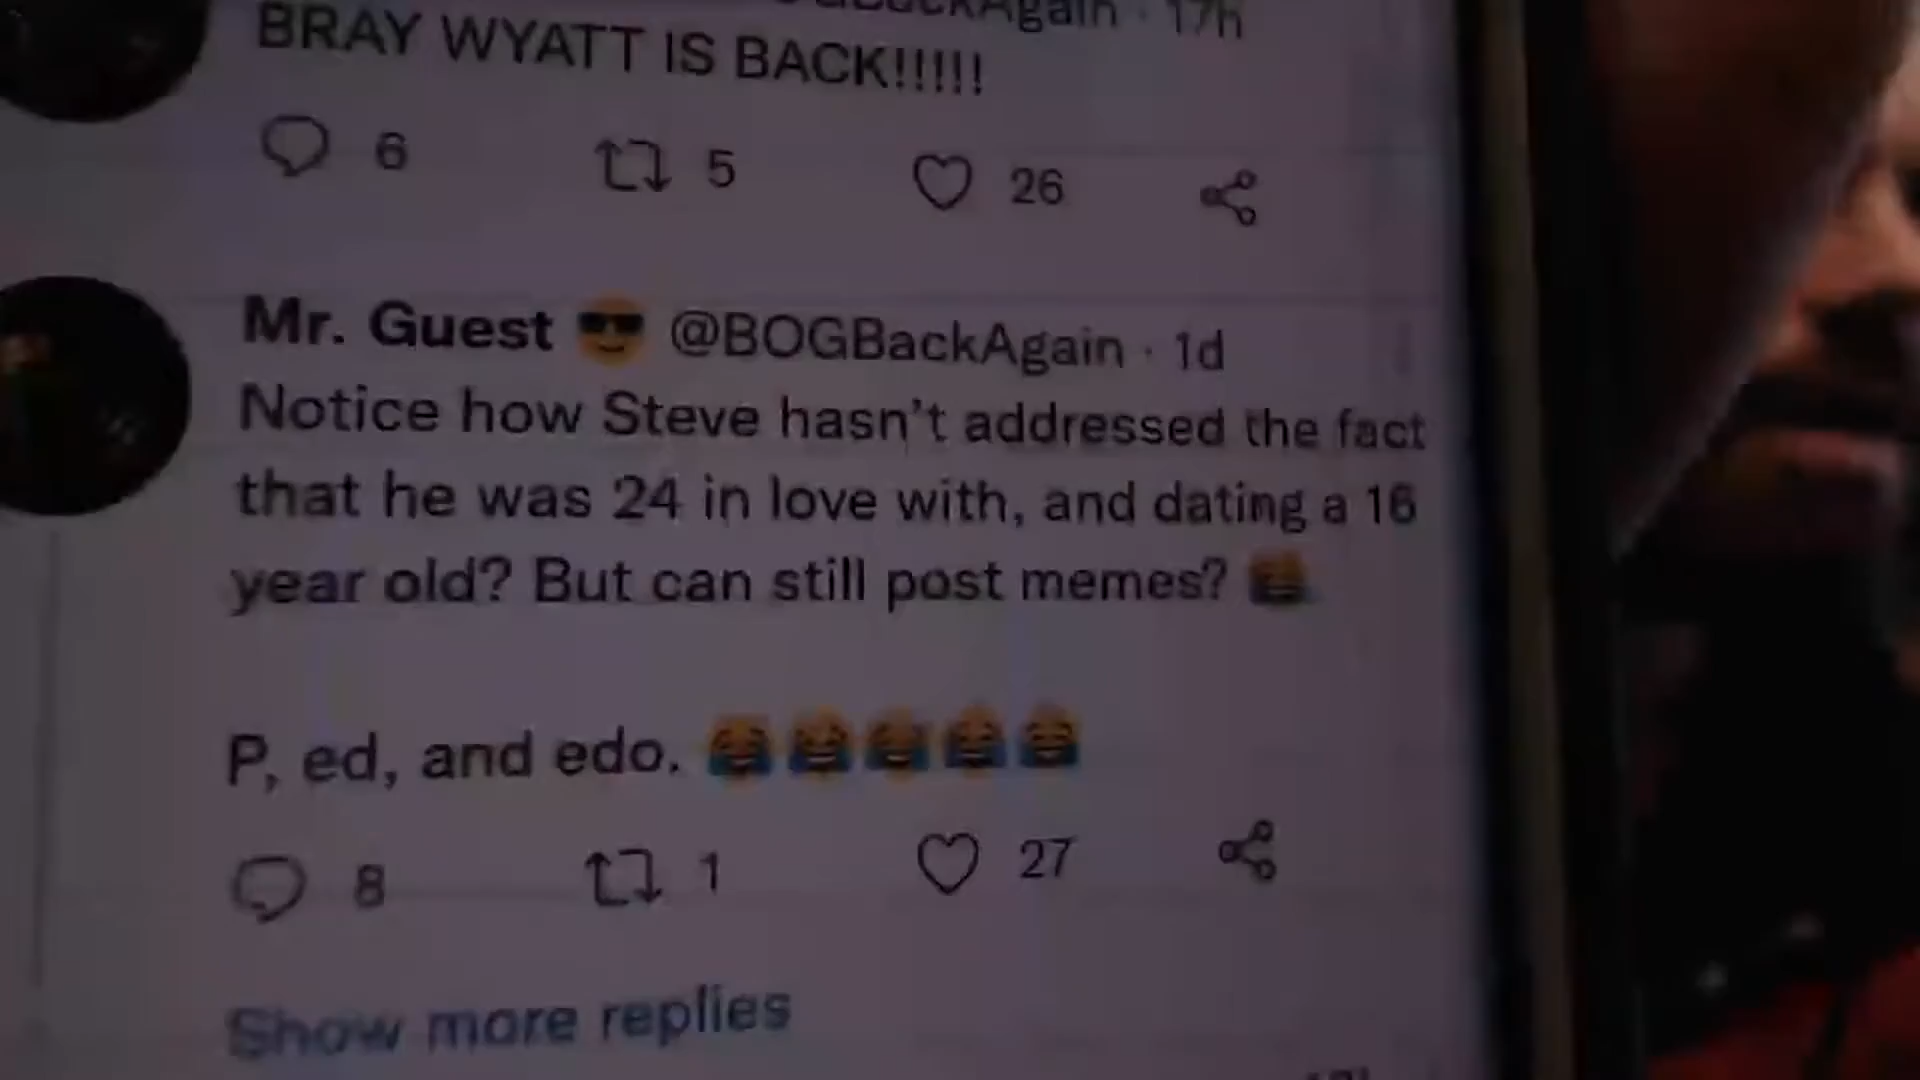 BackAgain · 17h
BRAY WYATT IS BACK!!!!!
6 5 26
Mr. Guest 😎 @BOGBackAgain · 1d
Notice how Steve hasn't addressed the fact
that he was 24 in love with, and dating a 16
year old? But can still post memes? 😂
P, ed, and edo. 😂😂😂😂😂
8 1 27
Show more replies